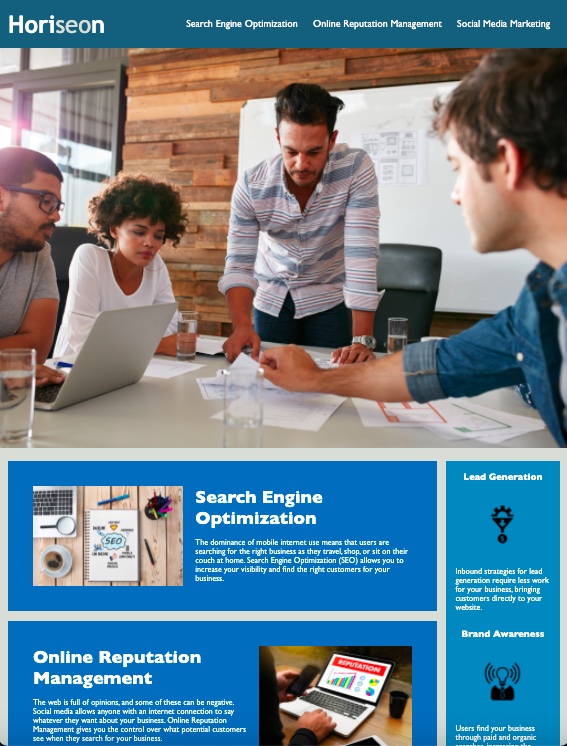 Horiseon
Search Engine Optimization
Online Reputation Management
Social Media Marketing
SEO
Search Engine
Optimization
The dominance of mobile internet use means that users are
searching for the right business as they travel, shop, or sit on their
couch at home. Search Engine Optimization (SEO) allows you to
increase your visibility and find the right customers for your
business.
Online Reputation
Management
The web is full of opinions, and some of these can be negative.
Social media allows anyone with an internet connection to say
whatever they want about your business. Online Reputation
Management gives you the control over what potential customers
see when they search for your business.
REPUTATION
Lead Generation
Inbound strategies for lead
generation require less work
for your business, bringing
customers directly to your
website.
Brand Awareness
Users find your business
through paid and organic
searches, increasing the